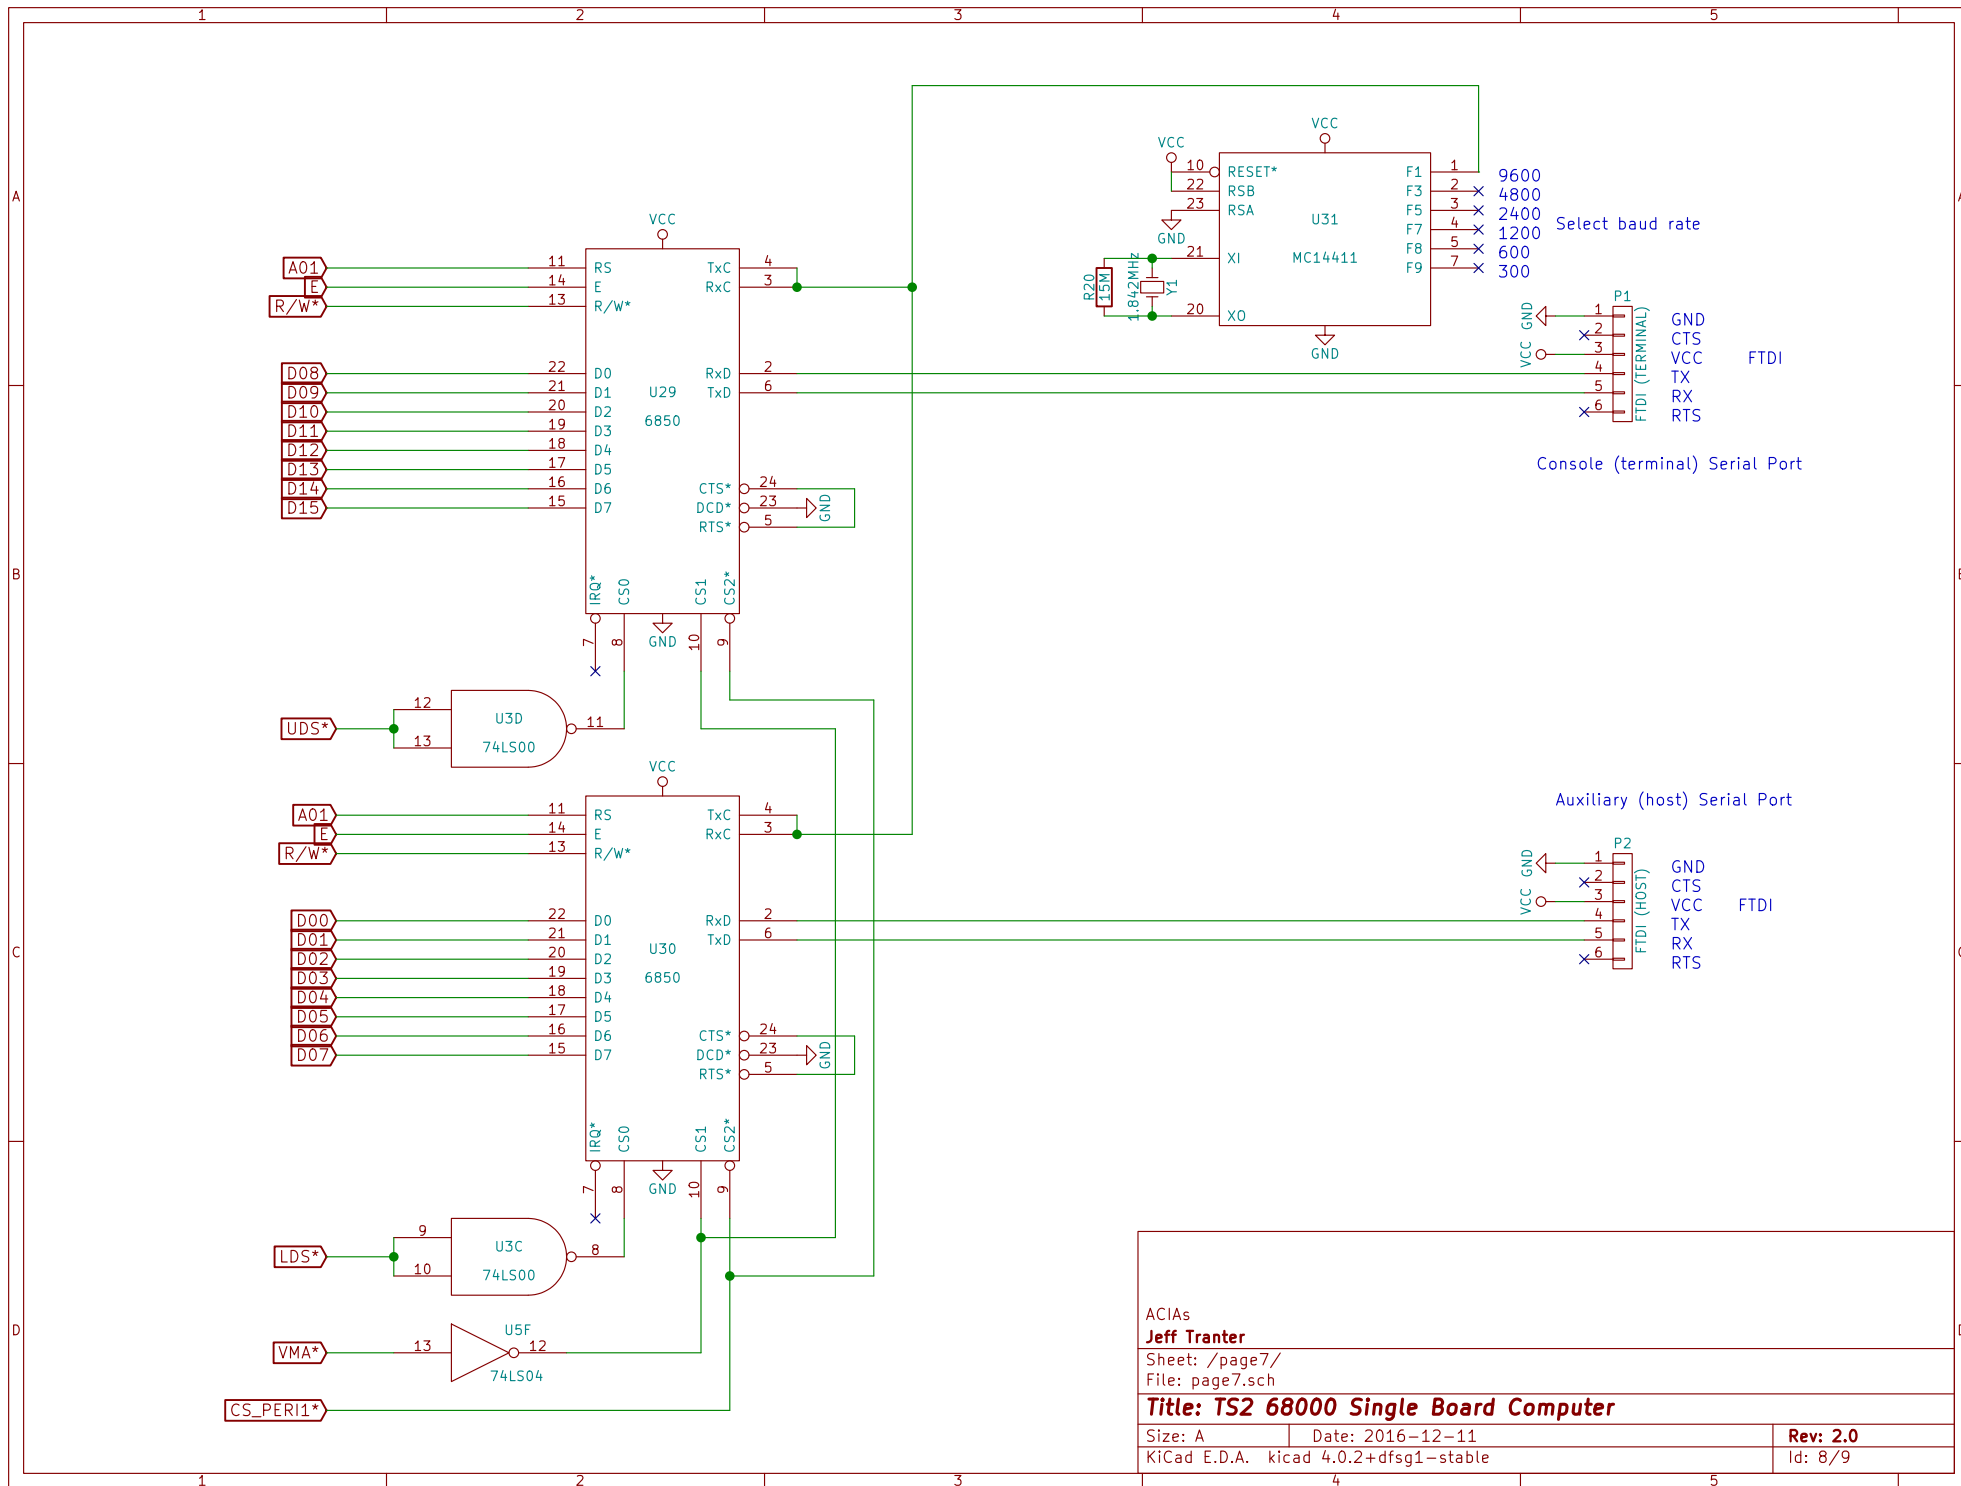 1 2 3 4 5
A
B
C
D
VCC
A01 11 RS TxC 4
E 14 E RxC 3
R/W* 13 R/W*
D08 22 D0 RxD 2
D09 21 D1 TxD 6
D10 20 D2
D11 19 D3
D12 18 D4
D13 17 D5
D14 16 D6 CTS* 24
D15 15 D7 DCD* 23 GND
RTS* 5
U29
6850
IRQ* CS0 CS1 CS2*
7 8 GND 10 9
UDS* 12 13 U3D 74LS00 11
VCC
A01 11 RS TxC 4
E 14 E RxC 3
R/W* 13 R/W*
D00 22 D0 RxD 2
D01 21 D1 TxD 6
D02 20 D2
D03 19 D3
D04 18 D4
D05 17 D5
D06 16 D6 CTS* 24
D07 15 D7 DCD* 23 GND
RTS* 5
U30
6850
IRQ* CS0 CS1 CS2*
7 8 GND 10 9
LDS* 9 10 U3C 74LS00 8
VMA* 13 U5F 12
74LS04
CS_PERI1*
VCC
VCC
10 RESET* F1 1 9600
22 RSB F3 2 4800
23 RSA F5 3 2400
GND F7 4 1200
21 XI F8 5 600
F9 7 300
20 XO
U31
MC14411
GND
Select baud rate
R20 15M
1.842MHz Y1
P1
GND 1 GND
2 CTS
VCC 3 VCC FTDI
4 TX
5 RX
6 RTS
FTDI (TERMINAL)
Console (terminal) Serial Port
Auxiliary (host) Serial Port
P2
GND 1 GND
2 CTS
VCC 3 VCC FTDI
4 TX
5 RX
6 RTS
FTDI (HOST)
ACIAs
Jeff Tranter
Sheet: /page7/
File: page7.sch
Title: TS2 68000 Single Board Computer
Size: A Date: 2016-12-11 Rev: 2.0
KiCad E.D.A. kicad 4.0.2+dfsg1-stable Id: 8/9
1 2 3 4 5